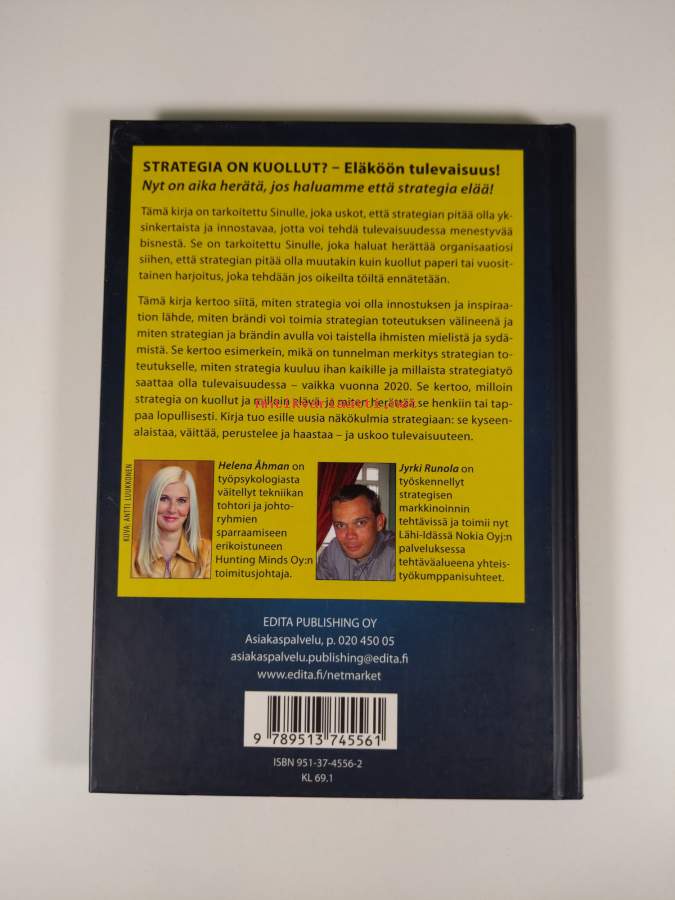 STRATEGIA ON KUOLLUT? – Eläköön tulevaisuus!
Nyt on aika herätä, jos haluamme että strategia elää!
Tämä kirja on tarkoitettu Sinulle, joka uskot, että strategian pitää olla yk-
sinkertaista ja innostavaa, jotta voi tehdä tulevaisuudessa menestyvää
bisnestä. Se on tarkoitettu Sinulle, joka haluat herättää organisaatiosi
siihen, että strategian pitää olla muutakin kuin kuollut paperi tai vuosit-
tainen harjoitus, joka tehdään jos oikeilta töiltä ennätetään.
Tämä kirja kertoo siitä, miten strategia voi olla innostuksen ja inspiraa-
tion lähde, miten brändi voi toimia strategian toteutuksen välineenä ja
miten strategian ja brändin avulla voi taistella ihmisten mielistä ja sydä-
mistä. Se kertoo esimerkein, mikä on tunnelman merkitys strategian to-
teutukselle, miten strategia kuuluu ihan kaikille ja millaista strategiatyö
saattaa olla tulevaisuudessa – vaikka vuonna 2020. Se kertoo, milloin
strategia on kuollut ja milloin elävä ja miten herättää se henkiin tai tap-
paa lopullisesti. Kirja tuo esille uusia näkökulmia strategiaan: se kyseen-
alaistaa, väittää, perustelee ja haastaa – ja uskoo tulevaisuuteen.
KUVA: ANTTI LUUKKONEN
Helena Åhman on
työpsykologiasta
väitellyt tekniikan
tohtori ja johto-
ryhmien
sparraamiseen
erikoistuneen
Hunting Minds Oy:n
toimitusjohtaja.
Jyrki Runola on
työskennellyt
strategisen
markkinoinnin
tehtävissä ja toimii nyt
Lähi-Idässä Nokia Oyj:n
palveluksessa
tehtäväalueena yhteis-
työkumppanisuhteet.
EDITA PUBLISHING OY
Asiakaspalvelu, p. 020 450 05
asiakaspalvelu.publishing@edita.fi
www.edita.fi/netmarket
9 789513 745561
ISBN 951-37-4556-2
KL 69.1